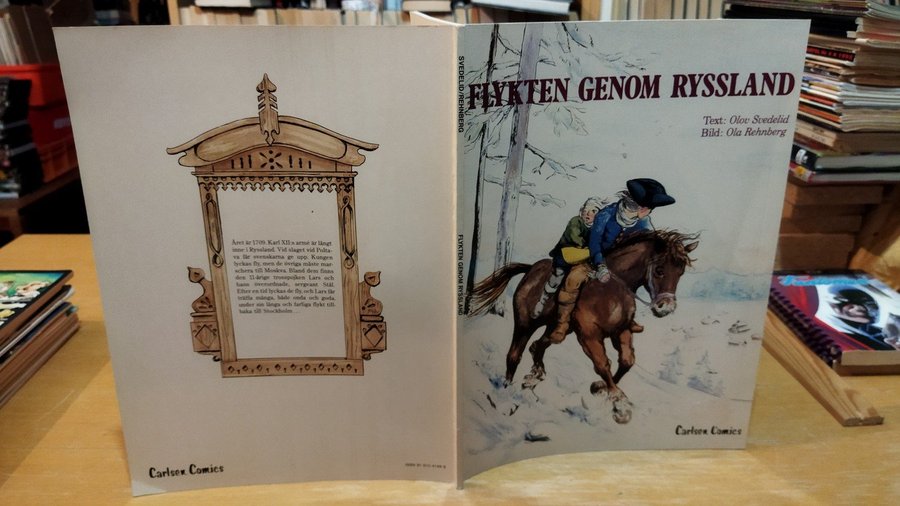 Året är 1709. Karl XII:s armé är långt
inne i Ryssland. Vid slaget vid Polta-
va får svenskarna ge upp. Kungen
lyckas fly, men de övriga måste mar-
schera till Moskva. Bland dem finns
den 11-årige trosspojken Lars och
hans överordnade, sergeant Stål.
Efter en tid lyckas de fly, och Lars får
träffa många, både onda och goda,
under sin långa och farliga flykt till-
baka till Stockholm
Carlsen Comics
SVEDELID/REHNBERG
FLYKTEN GENOM RYSSLAND
FLYKTEN GENOM RYSSLAND
Text: Olov Svedelid
Bild: Ola Rehnberg
Carlsen Comics